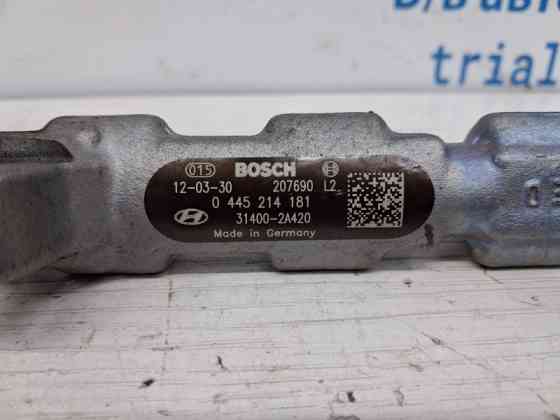 trial
015 BOSCH
12-03-30 207690 L2
0 445 214 181
31400-2A420
Made in Germany